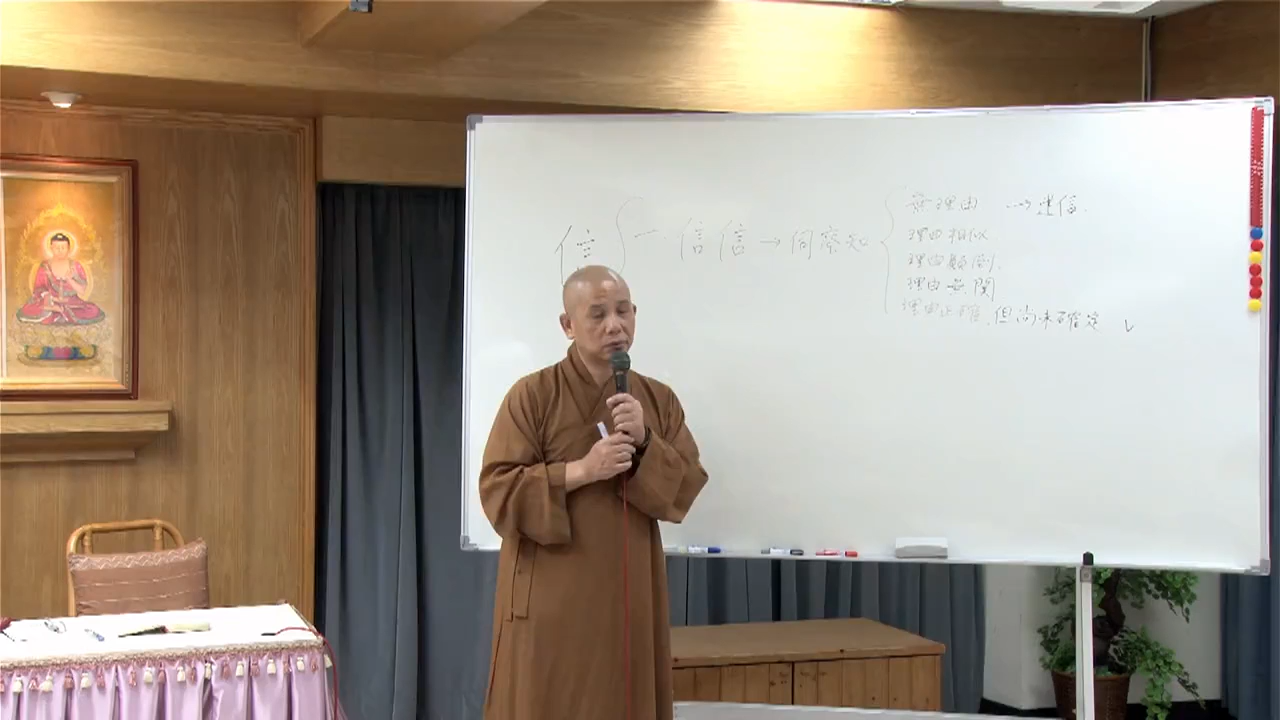 信 一 信信→伺察知
無理由 → 迷信.
理由相似
理由顛倒.
理由無關
理由正確,但尚未確定 ∨